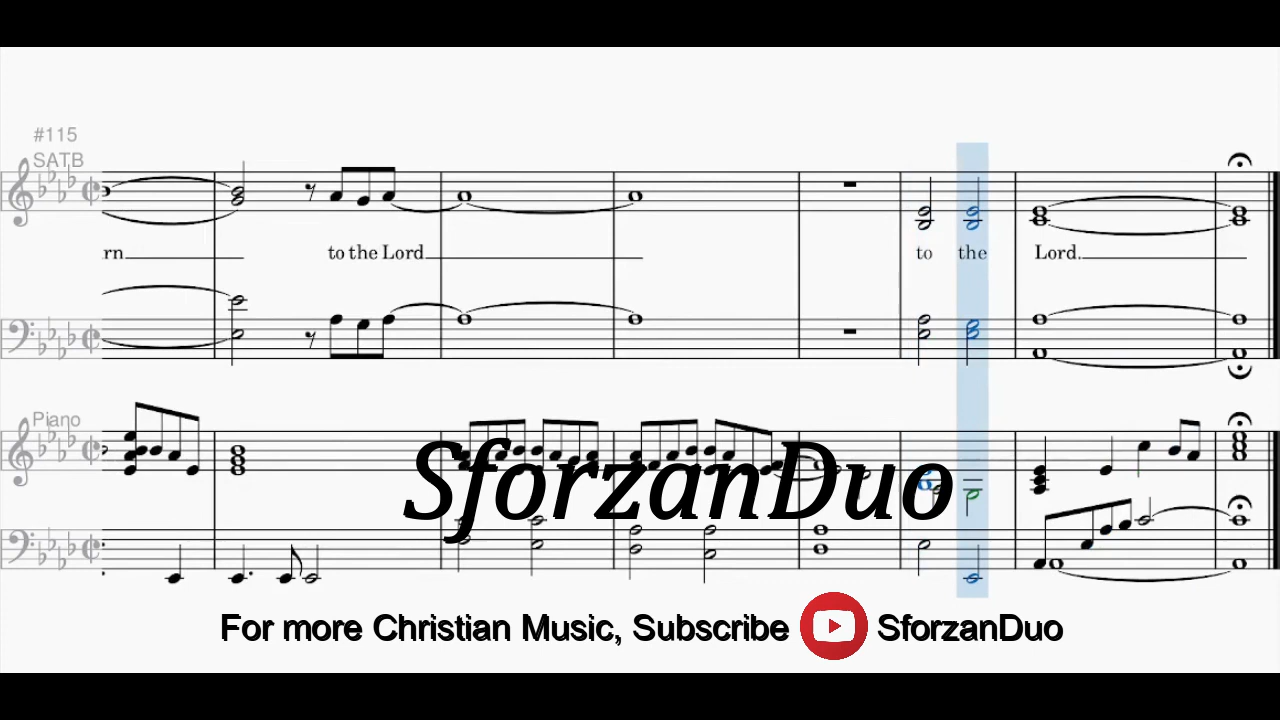 #115
SATB
rn to the Lord to the Lord.
Piano
SforzanDuo
For more Christian Music, Subscribe SforzanDuo